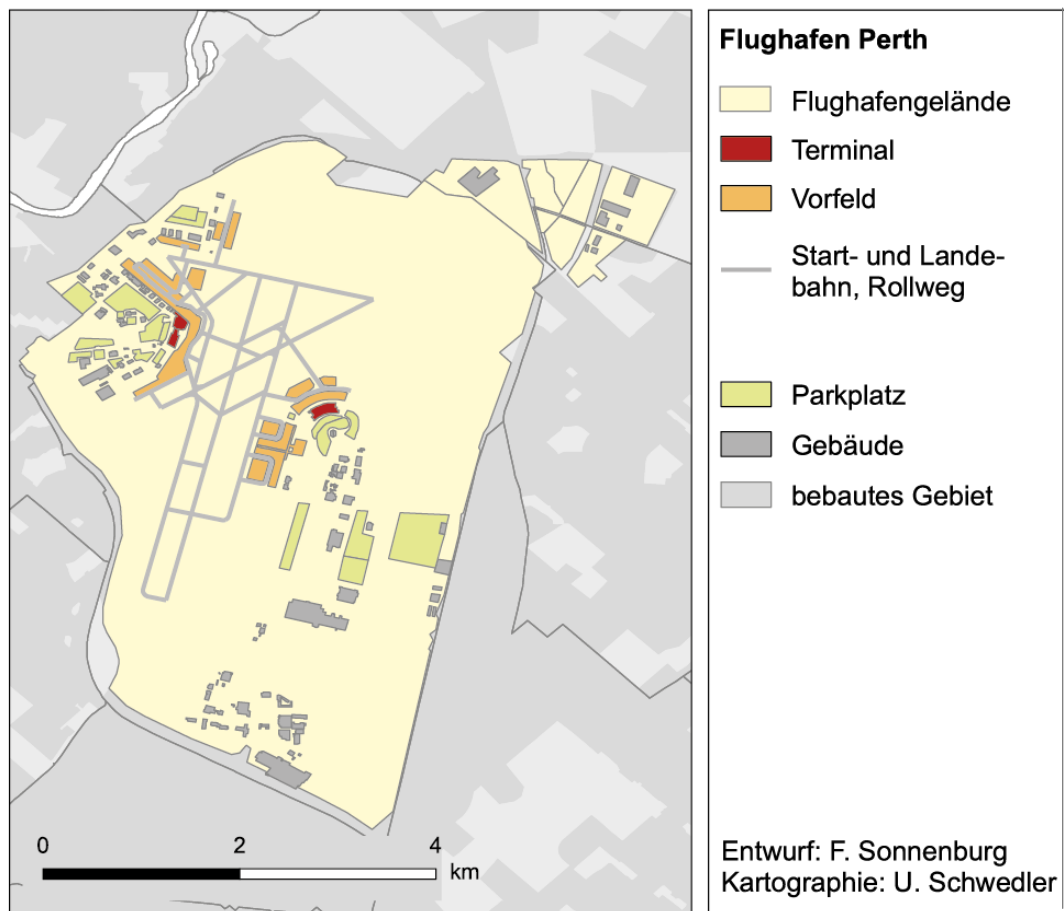 Flughafen Perth
Flughafengelände
Terminal
Vorfeld
Start- und Lande-
bahn, Rollweg
Parkplatz
Gebäude
bebautes Gebiet
0 2 4
km
Entwurf: F. Sonnenburg
Kartographie: U. Schwedler